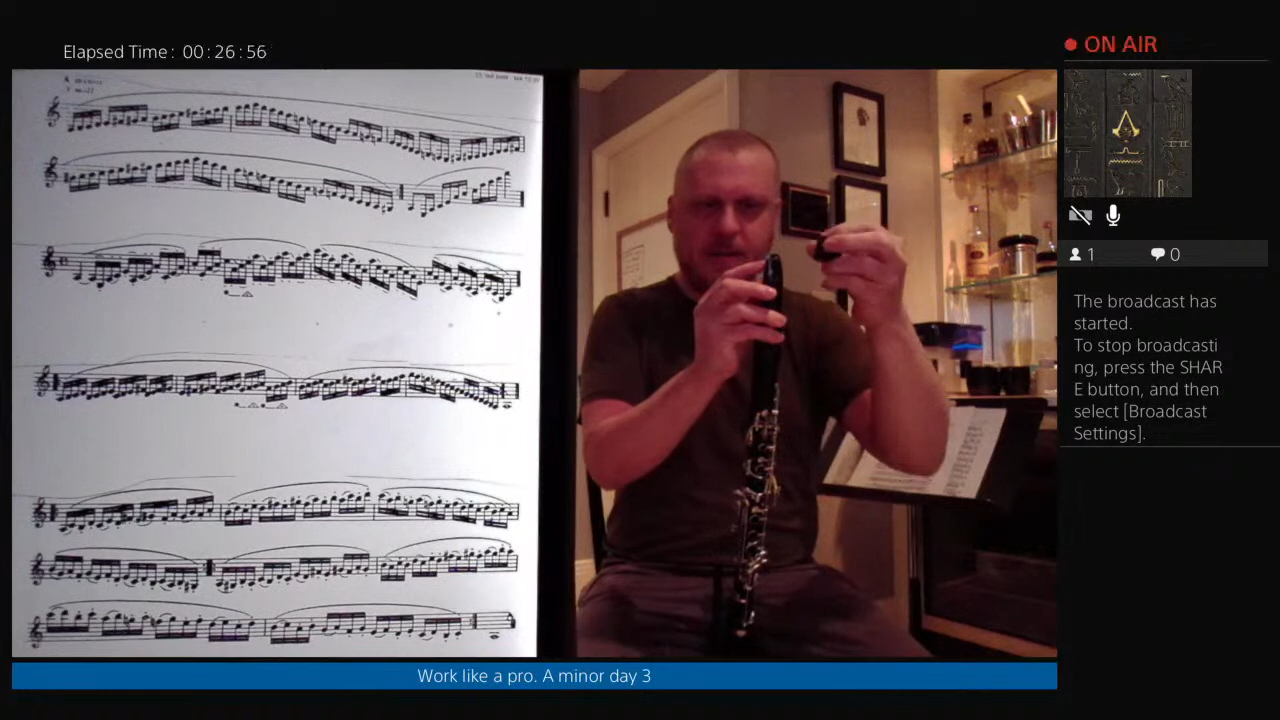 Elapsed Time: 00:26:56
ON AIR
1
0
The broadcast has
started.
To stop broadcasti
ng, press the SHAR
E button, and then
select [Broadcast
Settings].
Work like a pro. A minor day 3